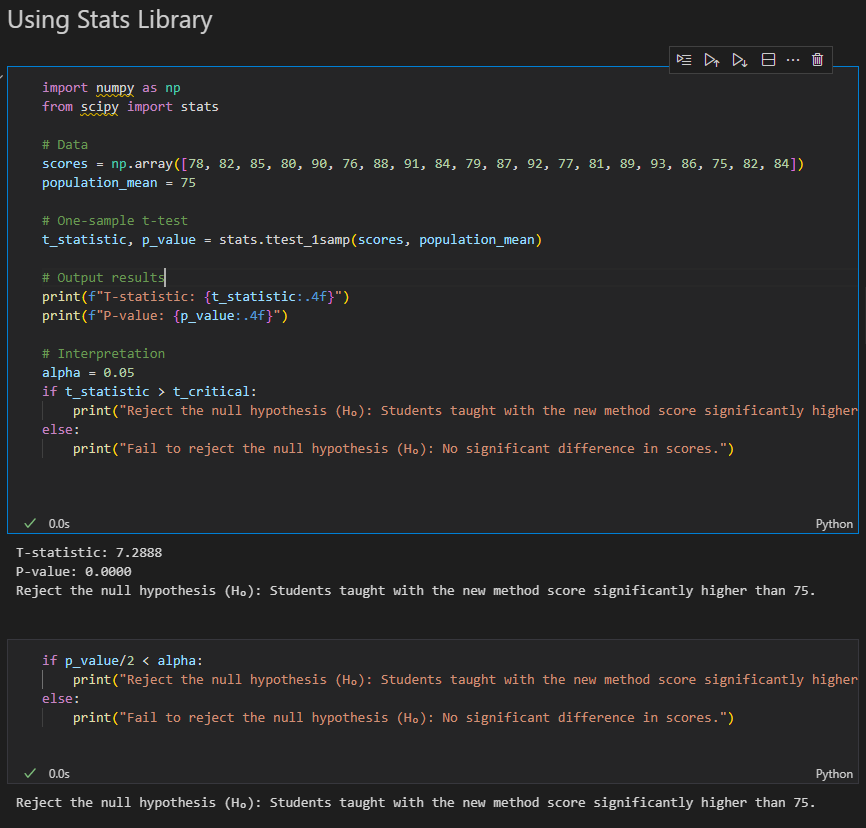 Using Stats Library
import numpy as np
from scipy import stats
# Data
scores = np.array([78, 82, 85, 80, 90, 76, 88, 91, 84, 79, 87, 92, 77, 81, 89, 93, 86, 75, 82, 84])
population_mean = 75
# One-sample t-test
t_statistic, p_value = stats.ttest_1samp(scores, population_mean)
# Output results
print(f"T-statistic: {t_statistic:.4f}")
print(f"P-value: {p_value:.4f}")
# Interpretation
alpha = 0.05
if t_statistic > t_critical:
    print("Reject the null hypothesis (H₀): Students taught with the new method score significantly higher
else:
    print("Fail to reject the null hypothesis (H₀): No significant difference in scores.")
0.0s
Python
T-statistic: 7.2888
P-value: 0.0000
Reject the null hypothesis (H₀): Students taught with the new method score significantly higher than 75.
if p_value/2 < alpha:
    print("Reject the null hypothesis (H₀): Students taught with the new method score significantly higher
else:
    print("Fail to reject the null hypothesis (H₀): No significant difference in scores.")
0.0s
Python
Reject the null hypothesis (H₀): Students taught with the new method score significantly higher than 75.